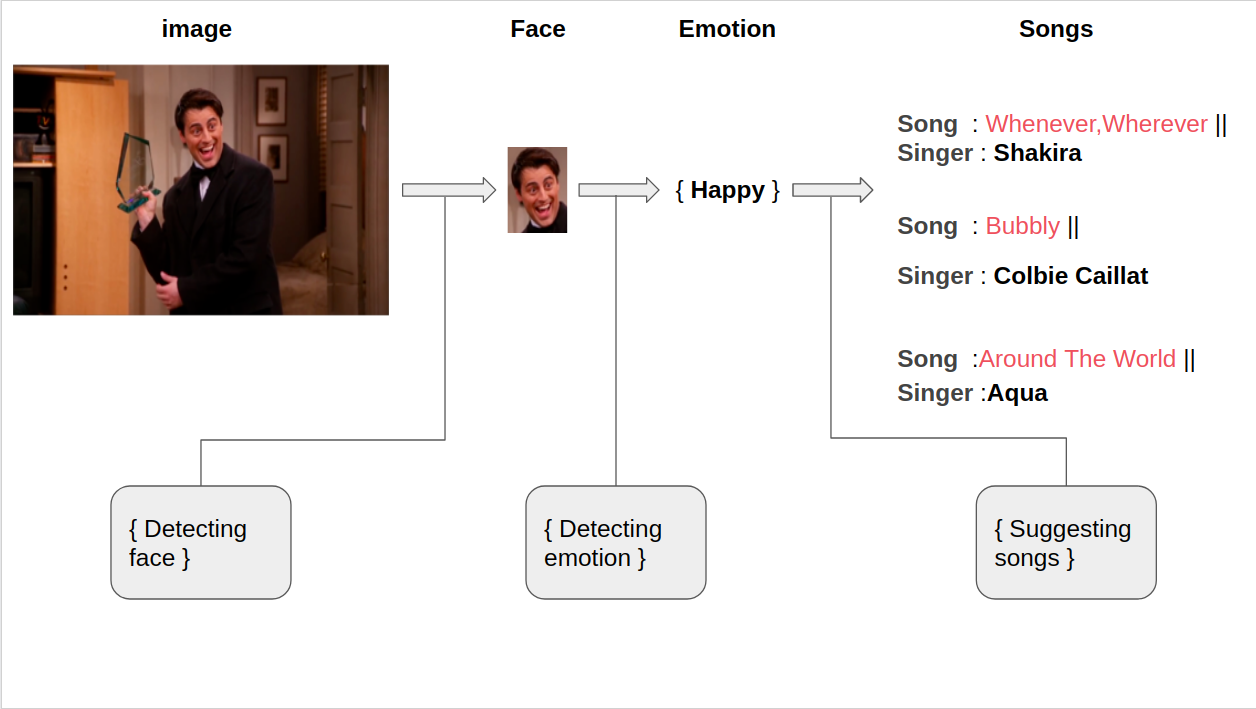 image
Face
Emotion
Songs
Song : Whenever,Wherever ||
Singer : Shakira
{ Happy }
Song : Bubbly ||
Singer : Colbie Caillat
Song :Around The World ||
Singer :Aqua
{ Detecting
face }
{ Detecting
emotion }
{ Suggesting
songs }